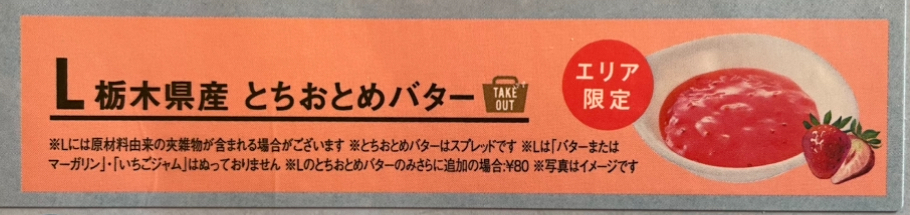 L 栃木県産 とちおとめバター
TAKE
OUT
エリア
限定
※Lには原材料由来の夾雑物が含まれる場合がございます ※とちおとめバターはスプレッドです ※Lは「バターまたは
マーガリン」・「いちごジャム」はぬっておりません ※Lのとちおとめバターのみさらに追加の場合:¥80 ※写真はイメージです